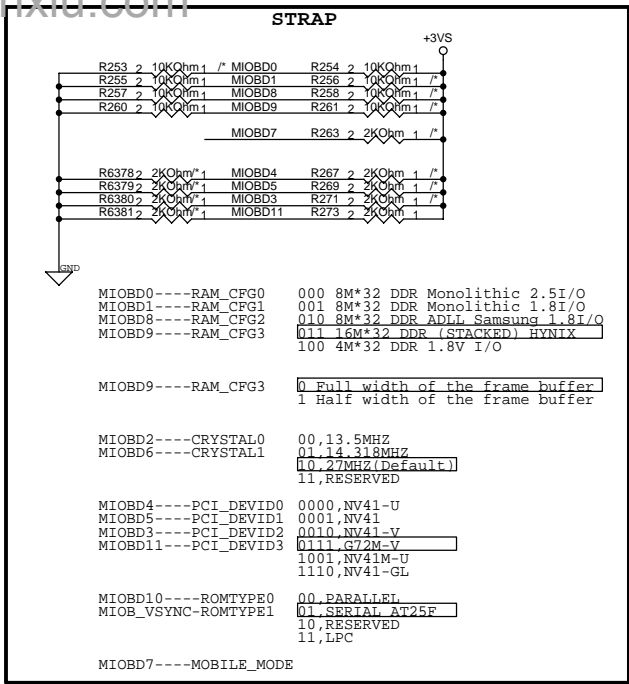 nxiu.com
STRAP
+3VS
R253 2 10KOhm 1 /* MIOBD0 R254 2 10KOhm 1
R255 2 10KOhm 1 MIOBD1 R256 2 10KOhm 1 /*
R257 2 10KOhm 1 MIOBD8 R258 2 10KOhm 1 /*
R260 2 10KOhm 1 MIOBD9 R261 2 10KOhm 1 /*
MIOBD7 R263 2 2KOhm 1 /*
R6378 2 2KOhm/* 1 MIOBD4 R267 2 2KOhm 1 /*
R6379 2 2KOhm/* 1 MIOBD5 R269 2 2KOhm 1 /*
R6380 2 2KOhm/* 1 MIOBD3 R271 2 2KOhm 1 /*
R6381 2 2KOhm/* 1 MIOBD11 R273 2 2KOhm 1
GND
MIOBD0----RAM_CFG0 000 8M*32 DDR Monolithic 2.5I/O
MIOBD1----RAM_CFG1 001 8M*32 DDR Monolithic 1.8I/O
MIOBD8----RAM_CFG2 010 8M*32 DDR ADLL Samsung 1.8I/O
MIOBD9----RAM_CFG3 011 16M*32 DDR (STACKED) HYNIX
100 4M*32 DDR 1.8V I/O
MIOBD9----RAM_CFG3 0 Full width of the frame buffer
1 Half width of the frame buffer
MIOBD2----CRYSTAL0 00,13.5MHZ
MIOBD6----CRYSTAL1 01,14.318MHZ
10,27MHZ(Default)
11,RESERVED
MIOBD4----PCI_DEVID0 0000,NV41-U
MIOBD5----PCI_DEVID1 0001,NV41
MIOBD3----PCI_DEVID2 0010,NV41-V
MIOBD11---PCI_DEVID3 0111,G72M-V
1001,NV41M-U
1110,NV41-GL
MIOBD10----ROMTYPE0 00,PARALLEL
MIOB_VSYNC-ROMTYPE1 01,SERIAL AT25F
10,RESERVED
11,LPC
MIOBD7----MOBILE_MODE